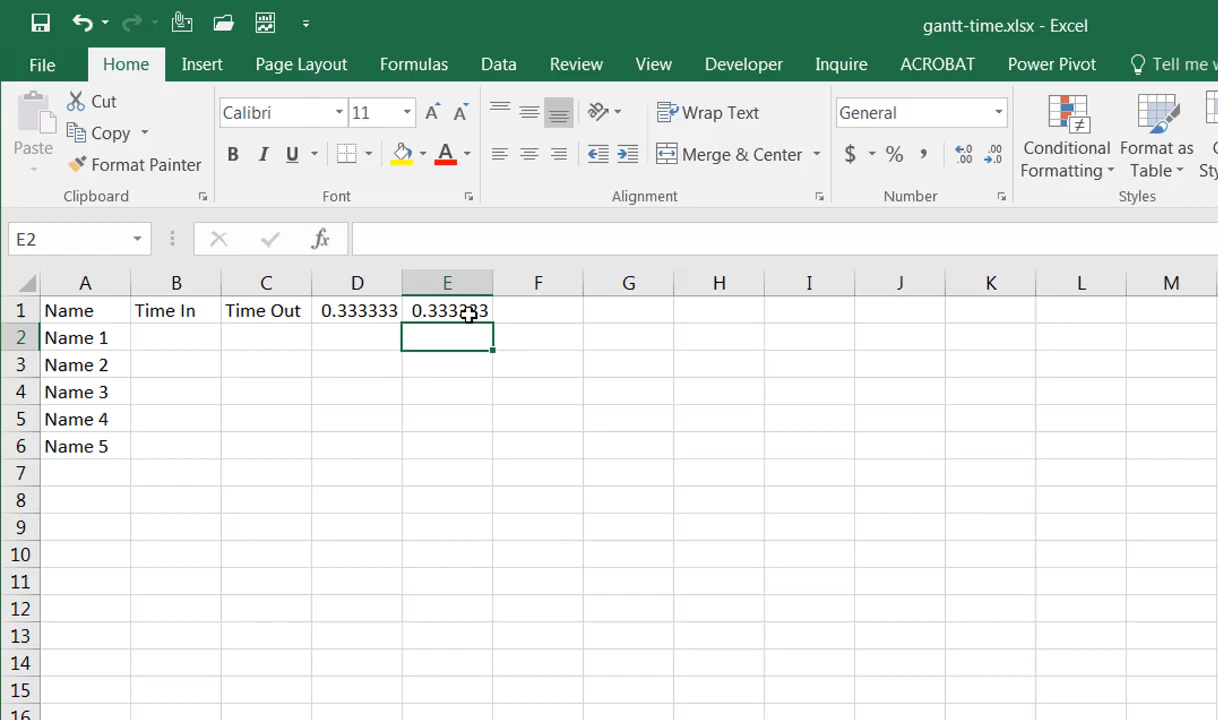 gantt-time.xlsx - Excel
File Home Insert Page Layout Formulas Data Review View Developer Inquire ACROBAT Power Pivot Tell me
Cut
Copy
Format Painter
Paste
Clipboard
Calibri 11
B I U
Font
Wrap Text
Merge & Center
Alignment
General
$ % ,
Number
Conditional Formatting
Format as Table
Styles
E2
fx
A B C D E F G H I J K L M
1 Name Time In Time Out 0.333333 0.333333
2 Name 1
3 Name 2
4 Name 3
5 Name 4
6 Name 5
7
8
9
10
11
12
13
14
15
16